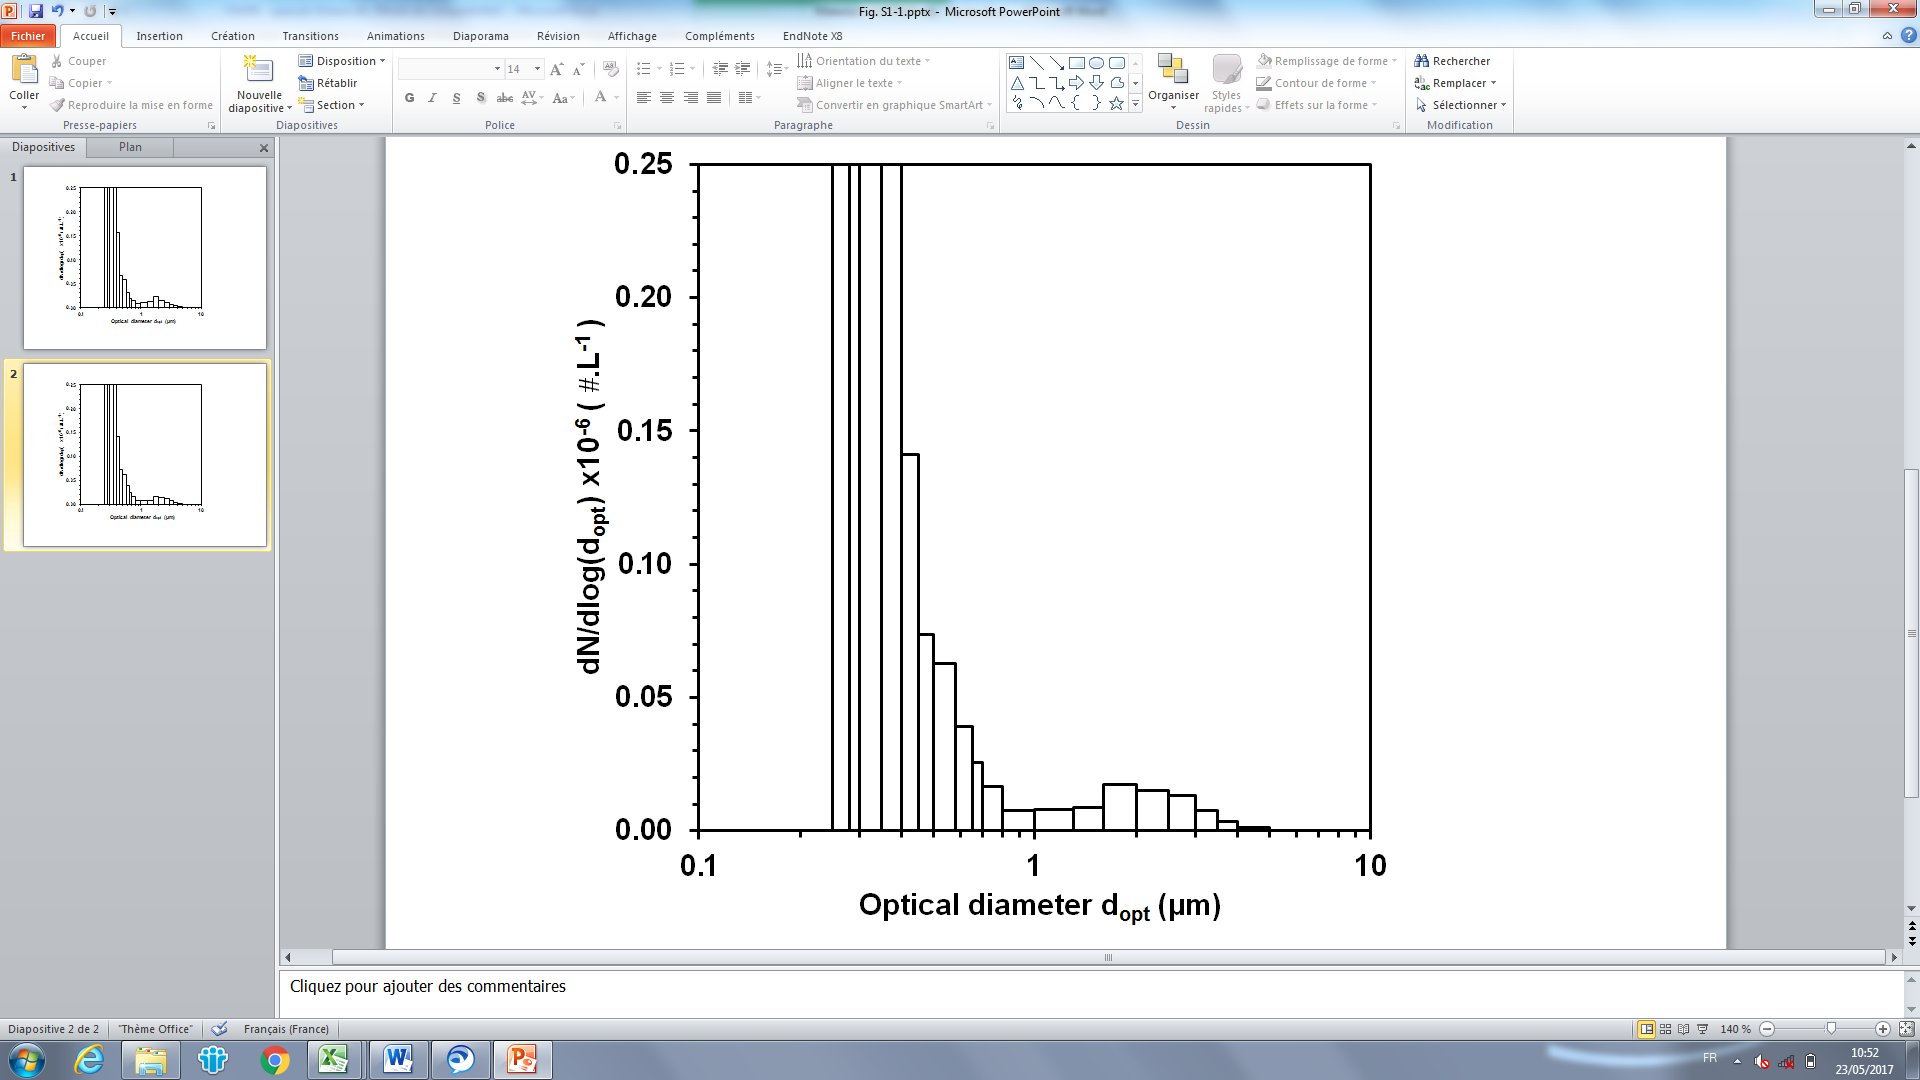 Fig. S1-1.pptx - Microsoft PowerPoint
Fichier Accueil Insertion Création Transitions Animations Diaporama Révision Affichage Compléments EndNote X8
Coller
Couper
Copier
Reproduire la mise en forme
Presse-papiers
Nouvelle
diapositive
Disposition
Rétablir
Section
Diapositives
14
G I S S abc AV Aa A
Police
Orientation du texte
Aligner le texte
Convertir en graphique SmartArt
Paragraphe
Organiser
Styles
rapides
Remplissage de forme
Contour de forme
Effets sur la forme
Dessin
Rechercher
Remplacer
Sélectionner
Modification
Diapositives Plan
1
2
0.25
0.20
0.15
0.10
0.05
0.00
dN/dlog(dopt) x10-6 ( #.L-1 )
0.1 1 10
Optical diameter dopt (µm)
Cliquez pour ajouter des commentaires
Diapositive 2 de 2 "Thème Office" Français (France) 140 %
FR 10:52
23/05/2017